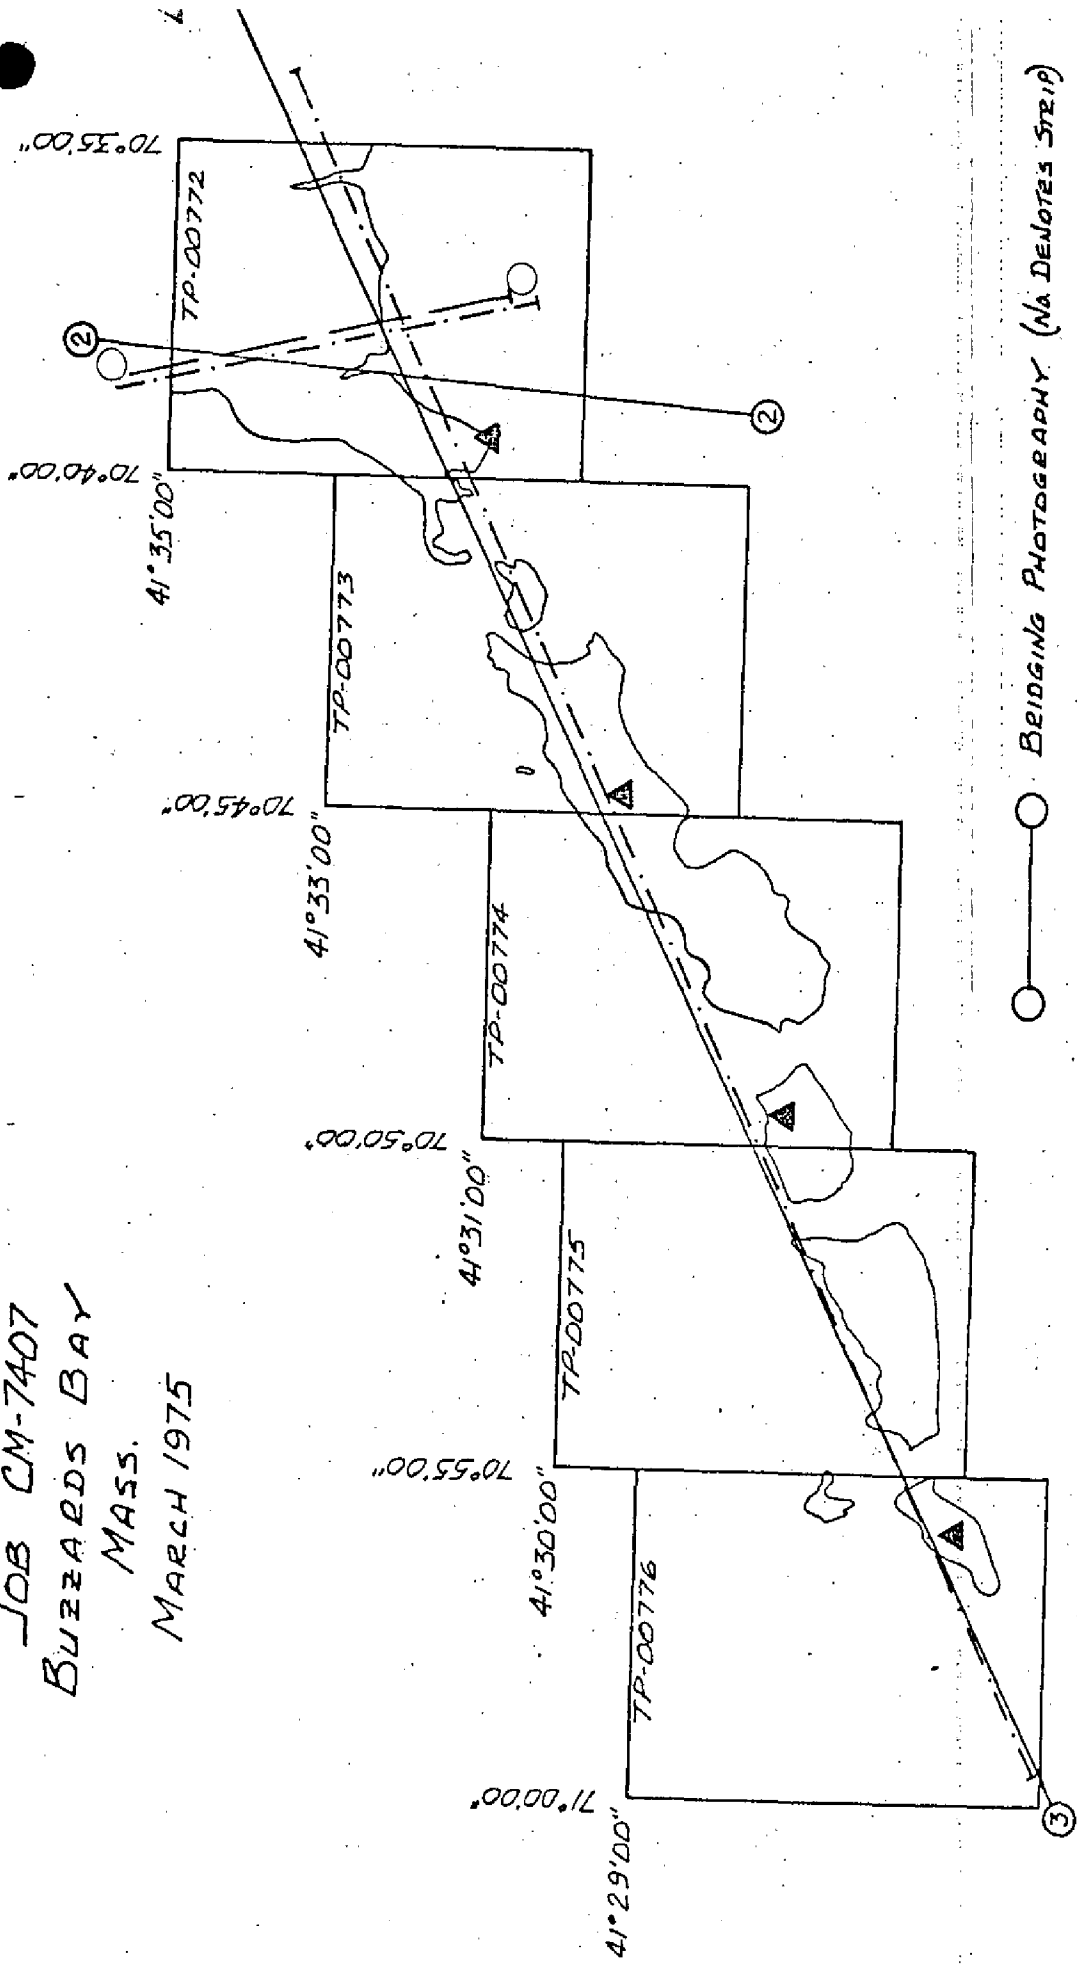 JOB CM-7407
BUZZARDS BAY
MASS.
MARCH 1975
70°35'00"
TP-00772
2
2
70°40'00"
41°35'00"
TP-00773
70°45'00"
41°33'00"
TP-00774
70°50'00"
41°31'00"
TP-00775
70°55'00"
41°30'00"
TP-00776
71°00'00"
41°29'00"
3
BRIDGING PHOTOGRAPHY (No. DENOTES STRIP)